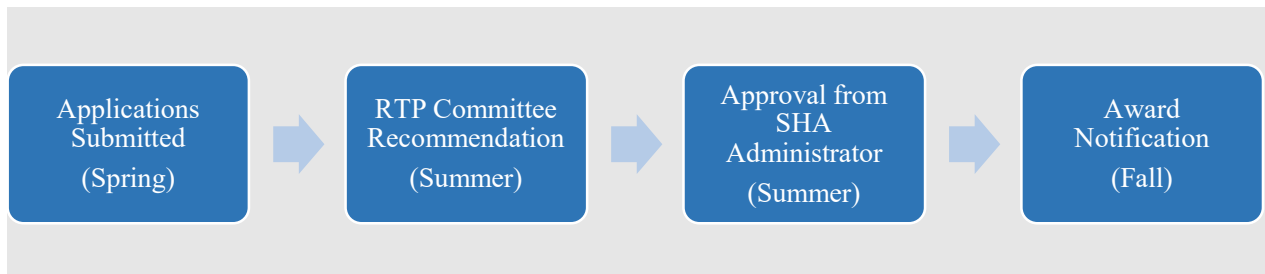 Applications
Submitted
(Spring)
RTP Committee
Recommendation
(Summer)
Approval from
SHA
Administrator
(Summer)
Award
Notification
(Fall)